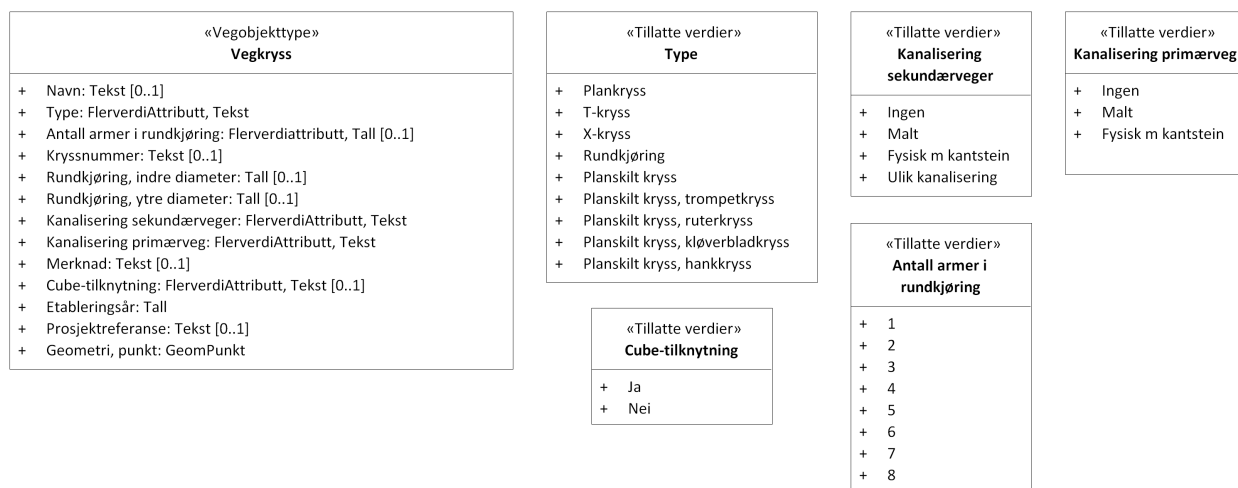 «Vegobjekttype»
Vegkryss
+ Navn: Tekst [0..1]
+ Type: FlerverdiAttributt, Tekst
+ Antall armer i rundkjøring: Flerverdiattributt, Tall [0..1]
+ Kryssnummer: Tekst [0..1]
+ Rundkjøring, indre diameter: Tall [0..1]
+ Rundkjøring, ytre diameter: Tall [0..1]
+ Kanalisering sekundærveger: FlerverdiAttributt, Tekst
+ Kanalisering primærveg: FlerverdiAttributt, Tekst
+ Merknad: Tekst [0..1]
+ Cube-tilknytning: FlerverdiAttributt, Tekst [0..1]
+ Etableringsår: Tall
+ Prosjektreferanse: Tekst [0..1]
+ Geometri, punkt: GeomPunkt
«Tillatte verdier»
Type
+ Plankryss
+ T-kryss
+ X-kryss
+ Rundkjøring
+ Planskilt kryss
+ Planskilt kryss, trompetkryss
+ Planskilt kryss, ruterkryss
+ Planskilt kryss, kløverbladkryss
+ Planskilt kryss, hankkryss
«Tillatte verdier»
Cube-tilknytning
+ Ja
+ Nei
«Tillatte verdier»
Kanalisering
sekundærveger
+ Ingen
+ Malt
+ Fysisk m kantstein
+ Ulik kanalisering
«Tillatte verdier»
Antall armer i
rundkjøring
+ 1
+ 2
+ 3
+ 4
+ 5
+ 6
+ 7
+ 8
«Tillatte verdier»
Kanalisering primærveg
+ Ingen
+ Malt
+ Fysisk m kantstein